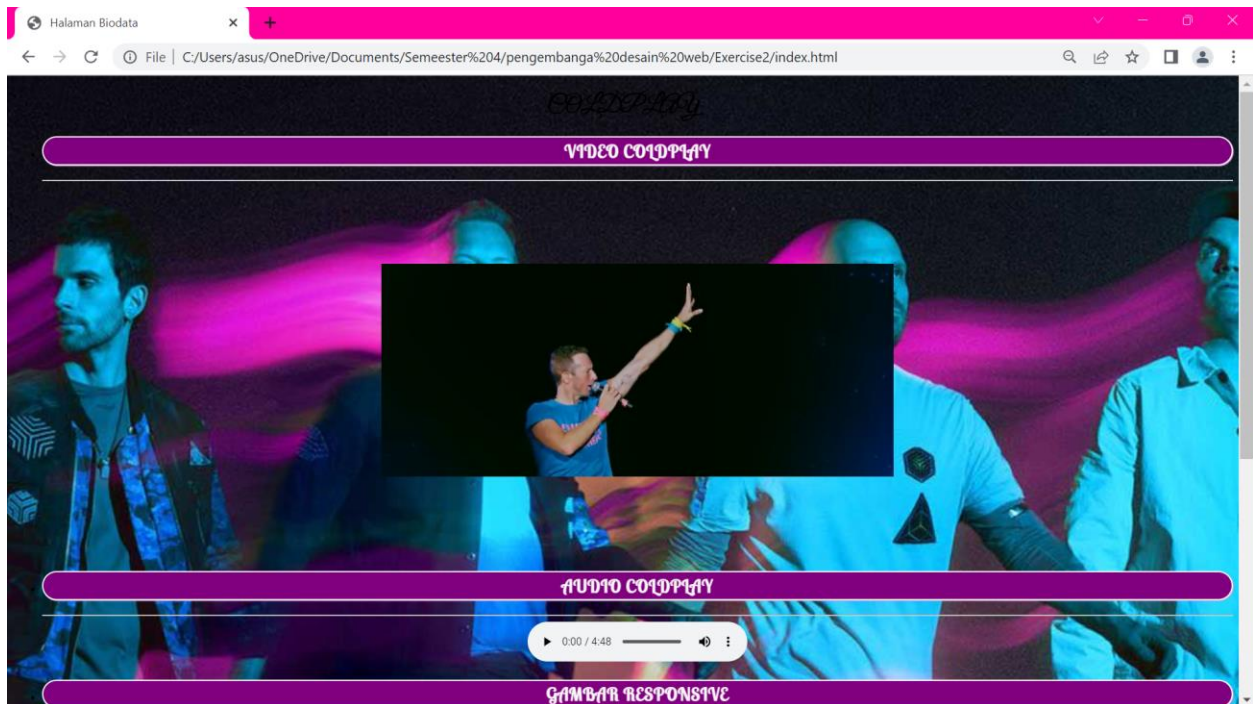 Halaman Biodata
File | C:/Users/asus/OneDrive/Documents/Semeester%204/pengembanga%20desain%20web/Exercise2/index.html
COLDPLAY
VIDEO COLDPLAY
AUDIO COLDPLAY
0:00 / 4:48
GAMBAR RESPONSIVE